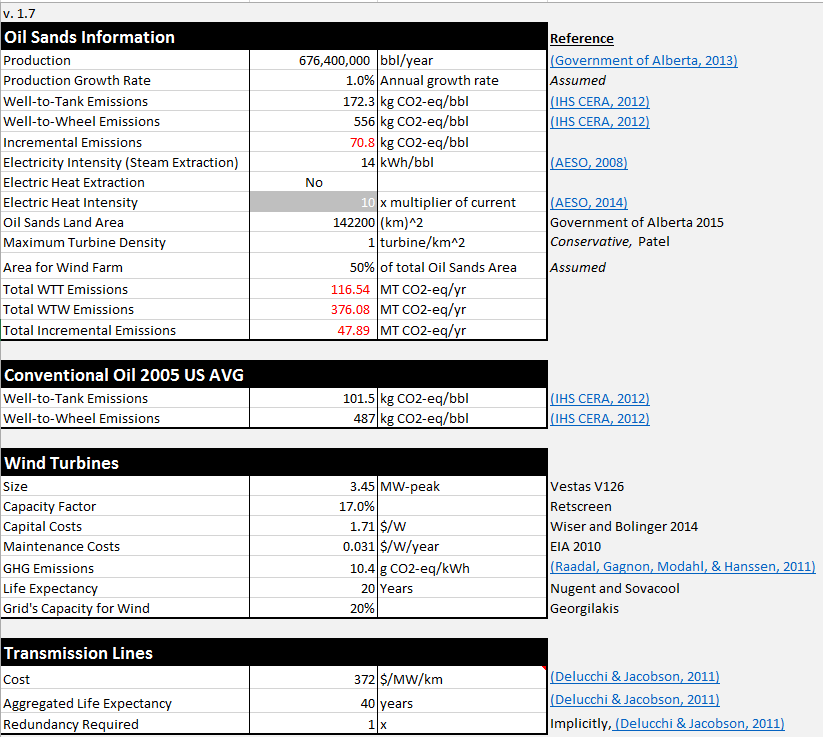 v. 1.7
Oil Sands Information Reference
Production 676,400,000 bbl/year (Government of Alberta, 2013)
Production Growth Rate 1.0% Annual growth rate Assumed
Well-to-Tank Emissions 172.3 kg CO2-eq/bbl (IHS CERA, 2012)
Well-to-Wheel Emissions 556 kg CO2-eq/bbl (IHS CERA, 2012)
Incremental Emissions 70.8 kg CO2-eq/bbl
Electricity Intensity (Steam Extraction) 14 kWh/bbl (AESO, 2008)
Electric Heat Extraction No
Electric Heat Intensity 10 x multiplier of current (AESO, 2014)
Oil Sands Land Area 142200 (km)^2 Government of Alberta 2015
Maximum Turbine Density 1 turbine/km^2 Conservative, Patel
Area for Wind Farm 50% of total Oil Sands Area Assumed
Total WTT Emissions 116.54 MT CO2-eq/yr
Total WTW Emissions 376.08 MT CO2-eq/yr
Total Incremental Emissions 47.89 MT CO2-eq/yr
Conventional Oil 2005 US AVG
Well-to-Tank Emissions 101.5 kg CO2-eq/bbl (IHS CERA, 2012)
Well-to-Wheel Emissions 487 kg CO2-eq/bbl (IHS CERA, 2012)
Wind Turbines
Size 3.45 MW-peak Vestas V126
Capacity Factor 17.0% Retscreen
Capital Costs 1.71 $/W Wiser and Bolinger 2014
Maintenance Costs 0.031 $/W/year EIA 2010
GHG Emissions 10.4 g CO2-eq/kWh (Raadal, Gagnon, Modahl, & Hanssen, 2011)
Life Expectancy 20 Years Nugent and Sovacool
Grid's Capacity for Wind 20% Georgilakis
Transmission Lines
Cost 372 $/MW/km (Delucchi & Jacobson, 2011)
Aggregated Life Expectancy 40 years (Delucchi & Jacobson, 2011)
Redundancy Required 1 x Implicitly, (Delucchi & Jacobson, 2011)